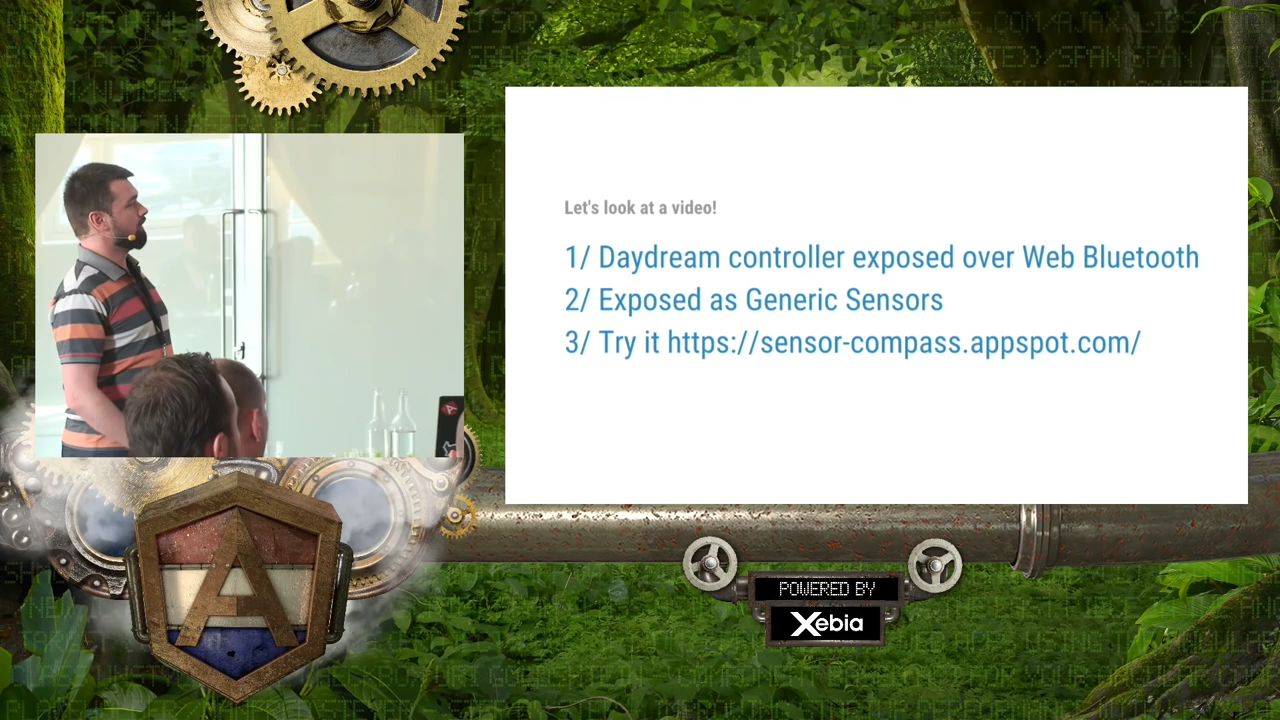 Let's look at a video!
1/ Daydream controller exposed over Web Bluetooth
2/ Exposed as Generic Sensors
3/ Try it https://sensor-compass.appspot.com/
A
POWERED BY
Xebia